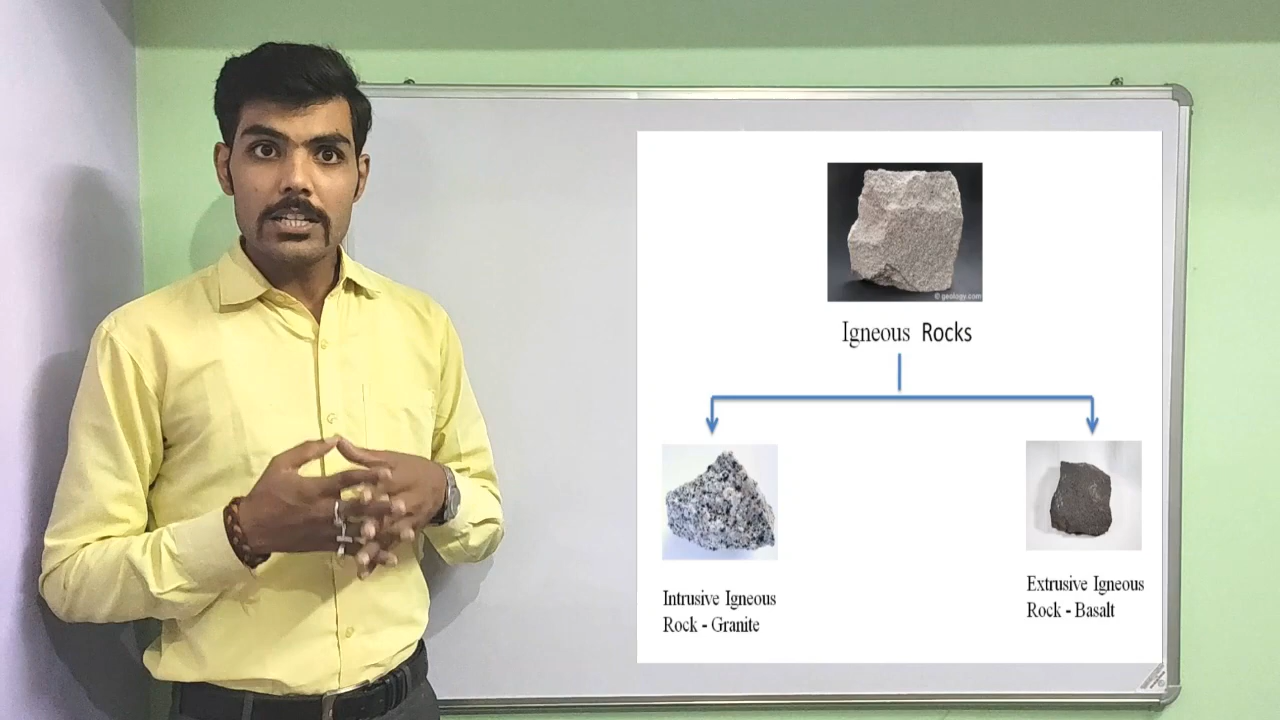 © geology.com
Igneous Rocks
Intrusive Igneous
Rock - Granite
Extrusive Igneous
Rock - Basalt